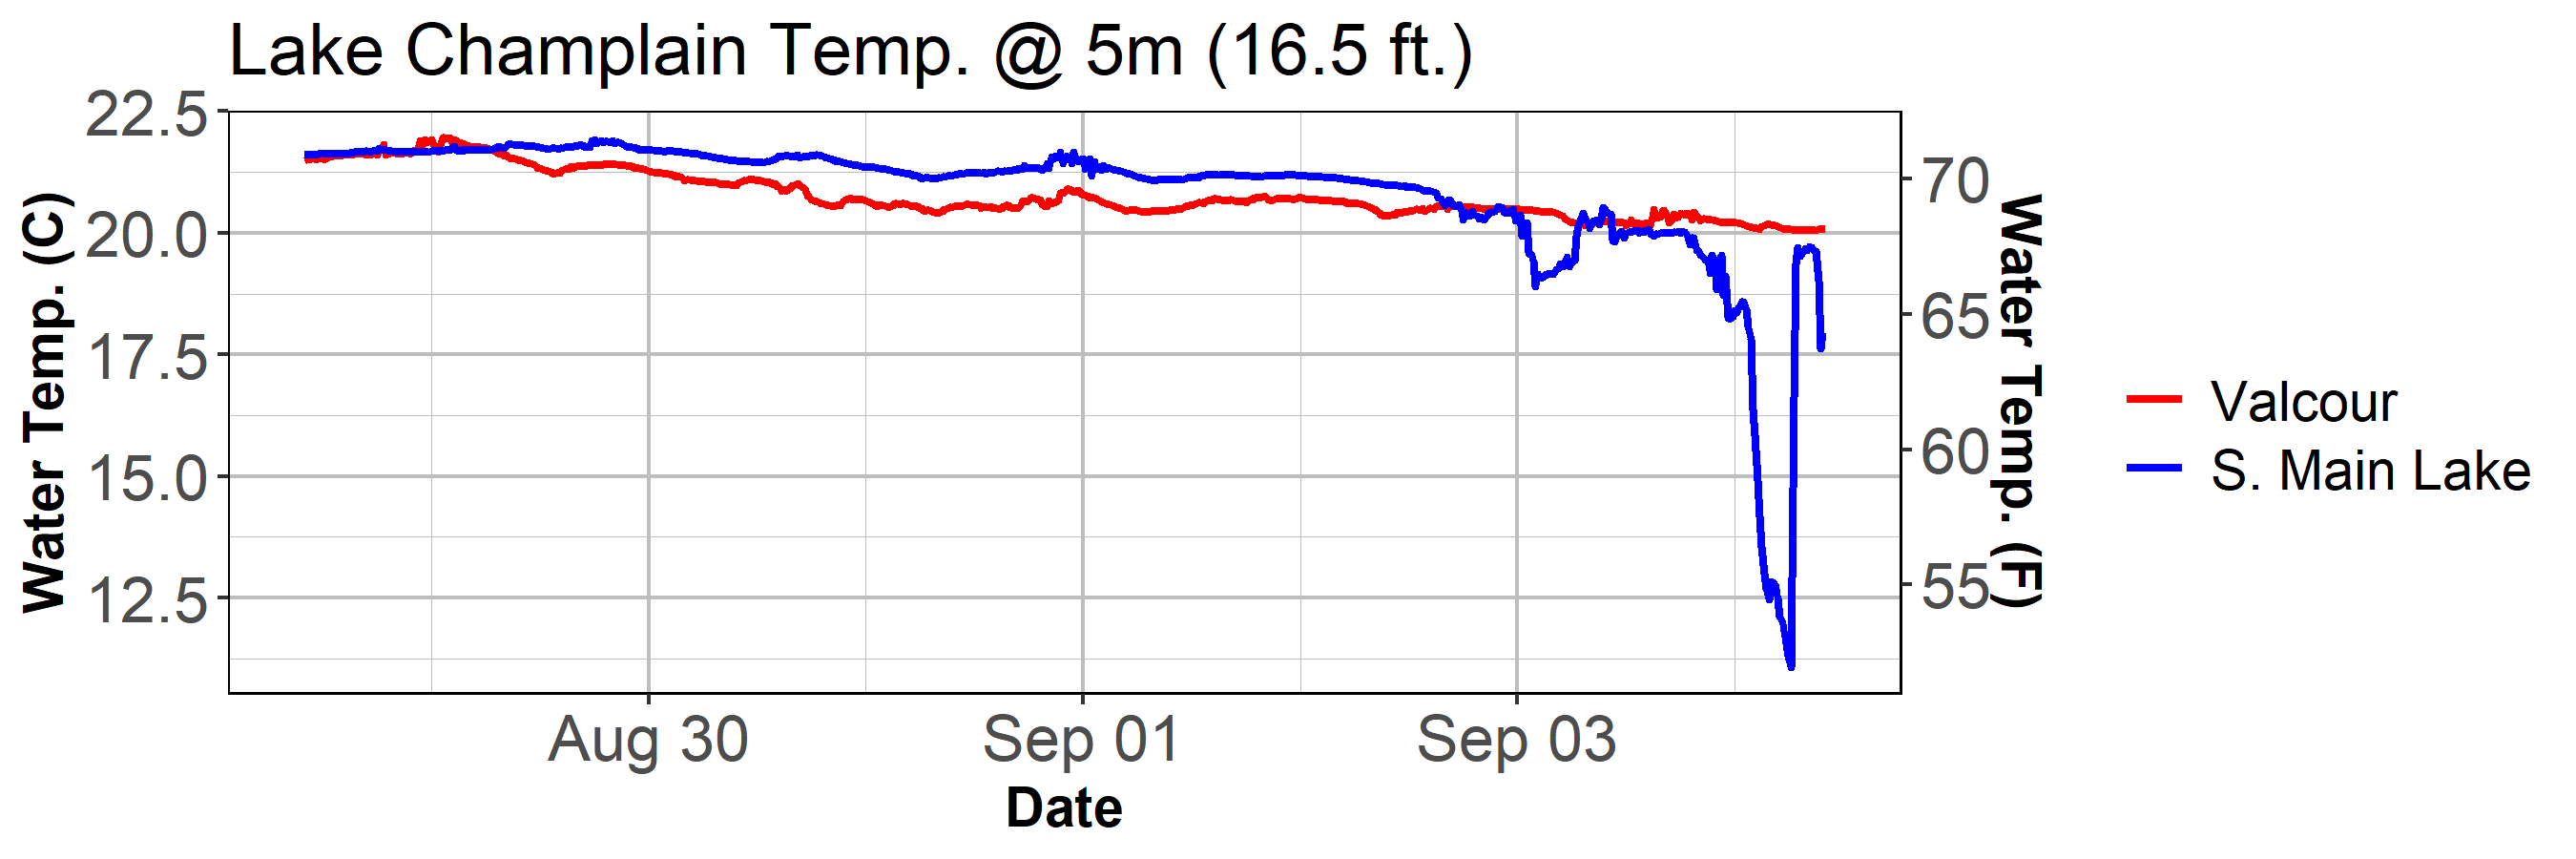 Lake Champlain Temp. @ 5m (16.5 ft.)
Water Temp. (C)
22.5
20.0
17.5
15.0
12.5
70
65
60
55
Water Temp. (F)
Aug 30
Sep 01
Sep 03
Date
Valcour
S. Main Lake